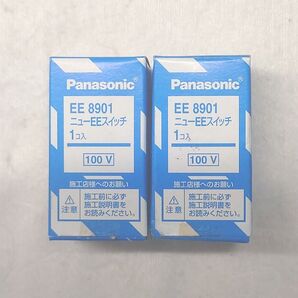 Panasonic
EE 8901
ニューEEスイッチ
1コ入
100 V
施工店様へのお願い
注意
施工前に必ず
施工説明書を
お読みください。
Panasonic
EE 8901
ニューEEスイッチ
1コ入
100 V
施工店様へのお願い
注意
施工前に必ず
施工説明書を
お読みください。